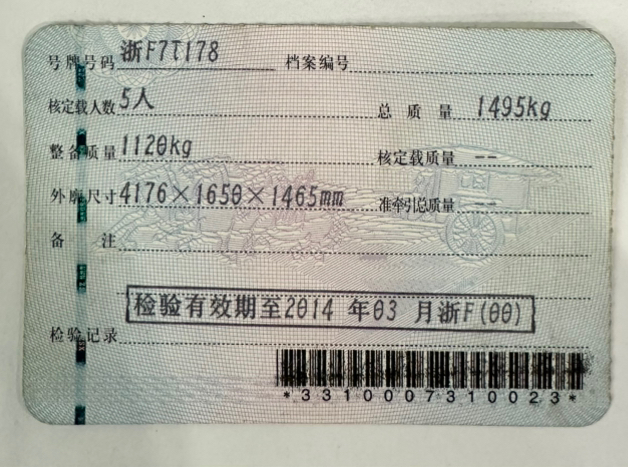 号牌号码 浙F7T178 档案编号
核定载人数 5人 总质量 1495kg
整备质量 1120kg 核定载质量 --
外廓尺寸 4176×1650×1465mm 准牵引总质量 --
备注
检验有效期至2014 年03 月浙F(00)
检验记录
*3310007310023*